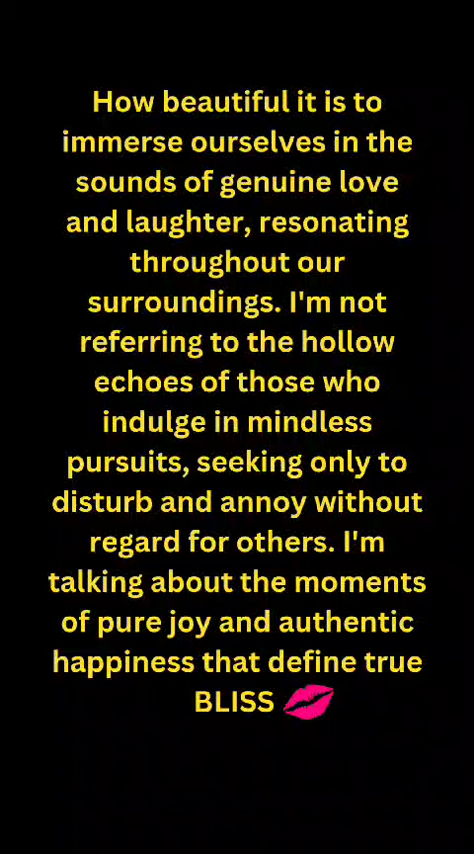 How beautiful it is to
immerse ourselves in the
sounds of genuine love
and laughter, resonating
throughout our
surroundings. I'm not
referring to the hollow
echoes of those who
indulge in mindless
pursuits, seeking only to
disturb and annoy without
regard for others. I'm
talking about the moments
of pure joy and authentic
happiness that define true
BLISS 💋